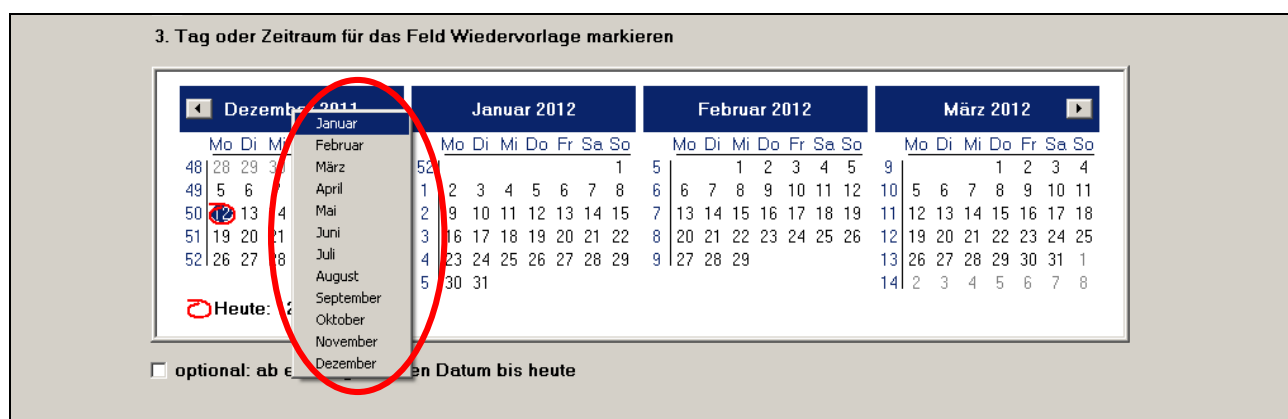 3. Tag oder Zeitraum für das Feld Wiedervorlage markieren
Dezember 2011 Januar 2012 Februar 2012 März 2012
Mo Di Mi Mo Di Mi Do Fr Sa So Mo Di Mi Do Fr Sa So Mo Di Mi Do Fr Sa So
48 28 29 30 52 1 5 1 2 3 4 5 9 1 2 3 4
49 5 6 7 1 2 3 4 5 6 7 8 6 6 7 8 9 10 11 12 10 5 6 7 8 9 10 11
50 12 13 14 2 9 10 11 12 13 14 15 7 13 14 15 16 17 18 19 11 12 13 14 15 16 17 18
51 19 20 21 3 16 17 18 19 20 21 22 8 20 21 22 23 24 25 26 12 19 20 21 22 23 24 25
52 26 27 28 4 23 24 25 26 27 28 29 9 27 28 29 13 26 27 28 29 30 31 1
5 30 31 14 2 3 4 5 6 7 8
Heute:
Januar
Februar
März
April
Mai
Juni
Juli
August
September
Oktober
November
Dezember
optional: ab Datum bis heute